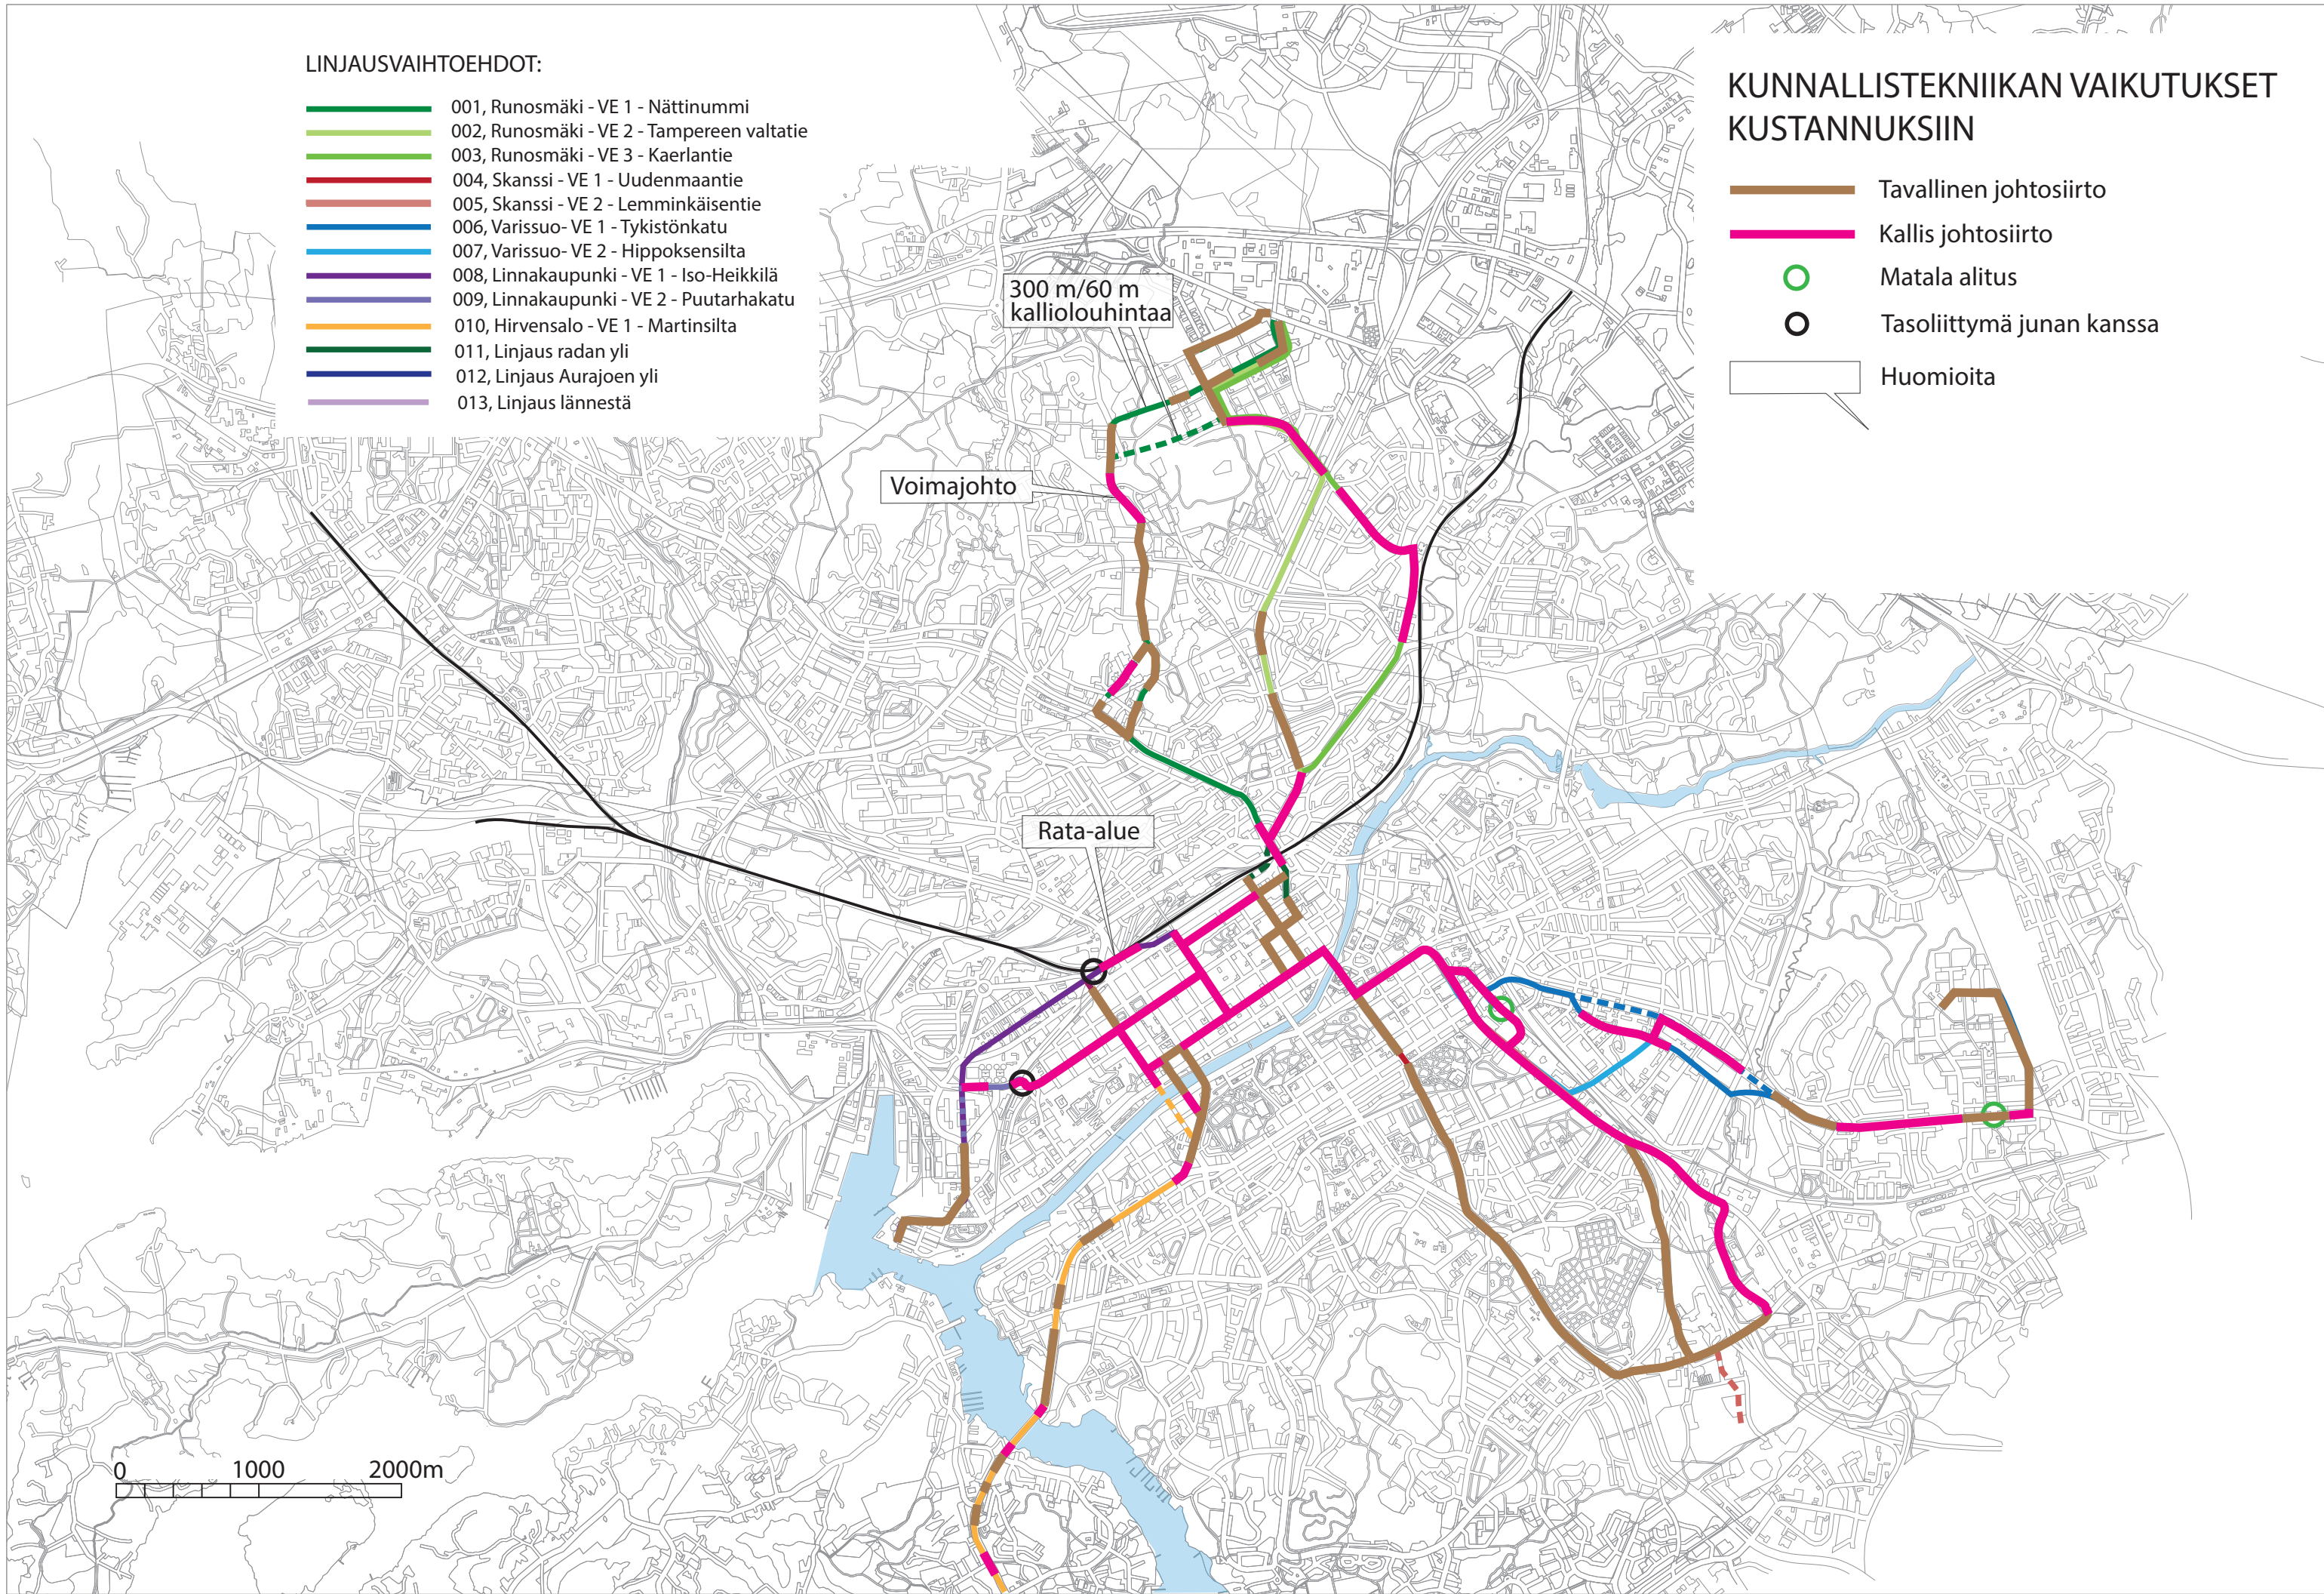 LINJAUSVAIHTOEHDOT:
001, Runosmäki - VE 1 - Nättinummi
002, Runosmäki - VE 2 - Tampereen valtatie
003, Runosmäki - VE 3 - Kaerlantie
004, Skanssi - VE 1 - Uudenmaantie
005, Skanssi - VE 2 - Lemminkäisentie
006, Varissuo- VE 1 - Tykistönkatu
007, Varissuo- VE 2 - Hippoksensilta
008, Linnakaupunki - VE 1 - Iso-Heikkilä
009, Linnakaupunki - VE 2 - Puutarhakatu
010, Hirvensalo - VE 1 - Martinsilta
011, Linjaus radan yli
012, Linjaus Aurajoen yli
013, Linjaus lännestä
KUNNALLISTEKNIIKAN VAIKUTUKSET
KUSTANNUKSIIN
Tavallinen johtosiirto
Kallis johtosiirto
Matala alitus
Tasoliittymä junan kanssa
Huomioita
300 m/60 m
kalliolouhintaa
Voimajohto
Rata-alue
0 1000 2000m